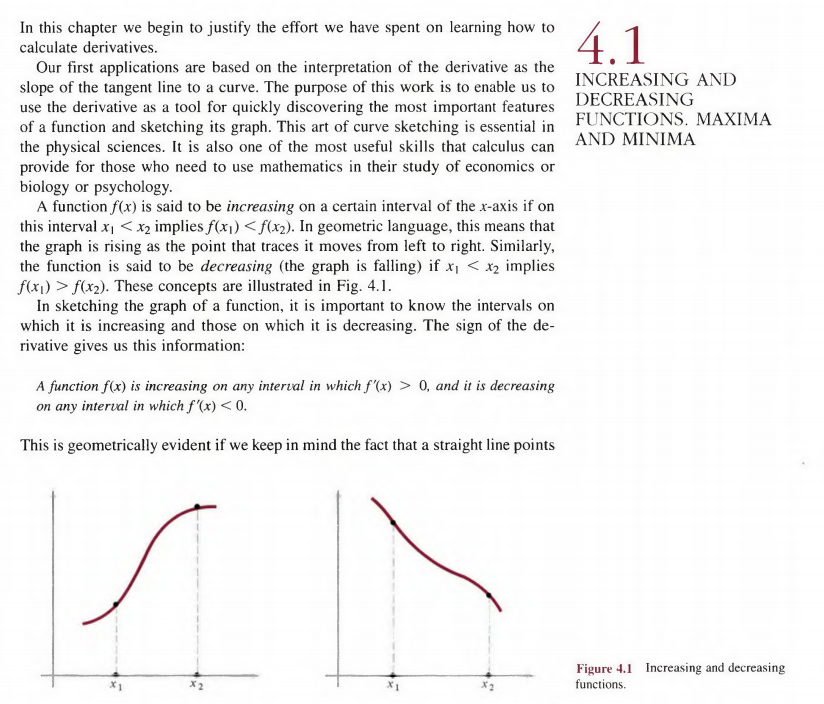 In this chapter we begin to justify the effort we have spent on learning how to
calculate derivatives.
Our first applications are based on the interpretation of the derivative as the
slope of the tangent line to a curve. The purpose of this work is to enable us to
use the derivative as a tool for quickly discovering the most important features
of a function and sketching its graph. This art of curve sketching is essential in
the physical sciences. It is also one of the most useful skills that calculus can
provide for those who need to use mathematics in their study of economics or
biology or psychology.
A function f(x) is said to be increasing on a certain interval of the x-axis if on
this interval x₁ < x₂ implies f(x₁) < f(x₂). In geometric language, this means that
the graph is rising as the point that traces it moves from left to right. Similarly,
the function is said to be decreasing (the graph is falling) if x₁ < x₂ implies
f(x₁) > f(x₂). These concepts are illustrated in Fig. 4.1.
In sketching the graph of a function, it is important to know the intervals on
which it is increasing and those on which it is decreasing. The sign of the de-
rivative gives us this information:
A function f(x) is increasing on any interval in which f′(x) > 0, and it is decreasing
on any interval in which f′(x) < 0.
This is geometrically evident if we keep in mind the fact that a straight line points
4.1
INCREASING AND
DECREASING
FUNCTIONS. MAXIMA
AND MINIMA
x₁ x₂
x₁ x₂
Figure 4.1 Increasing and decreasing
functions.